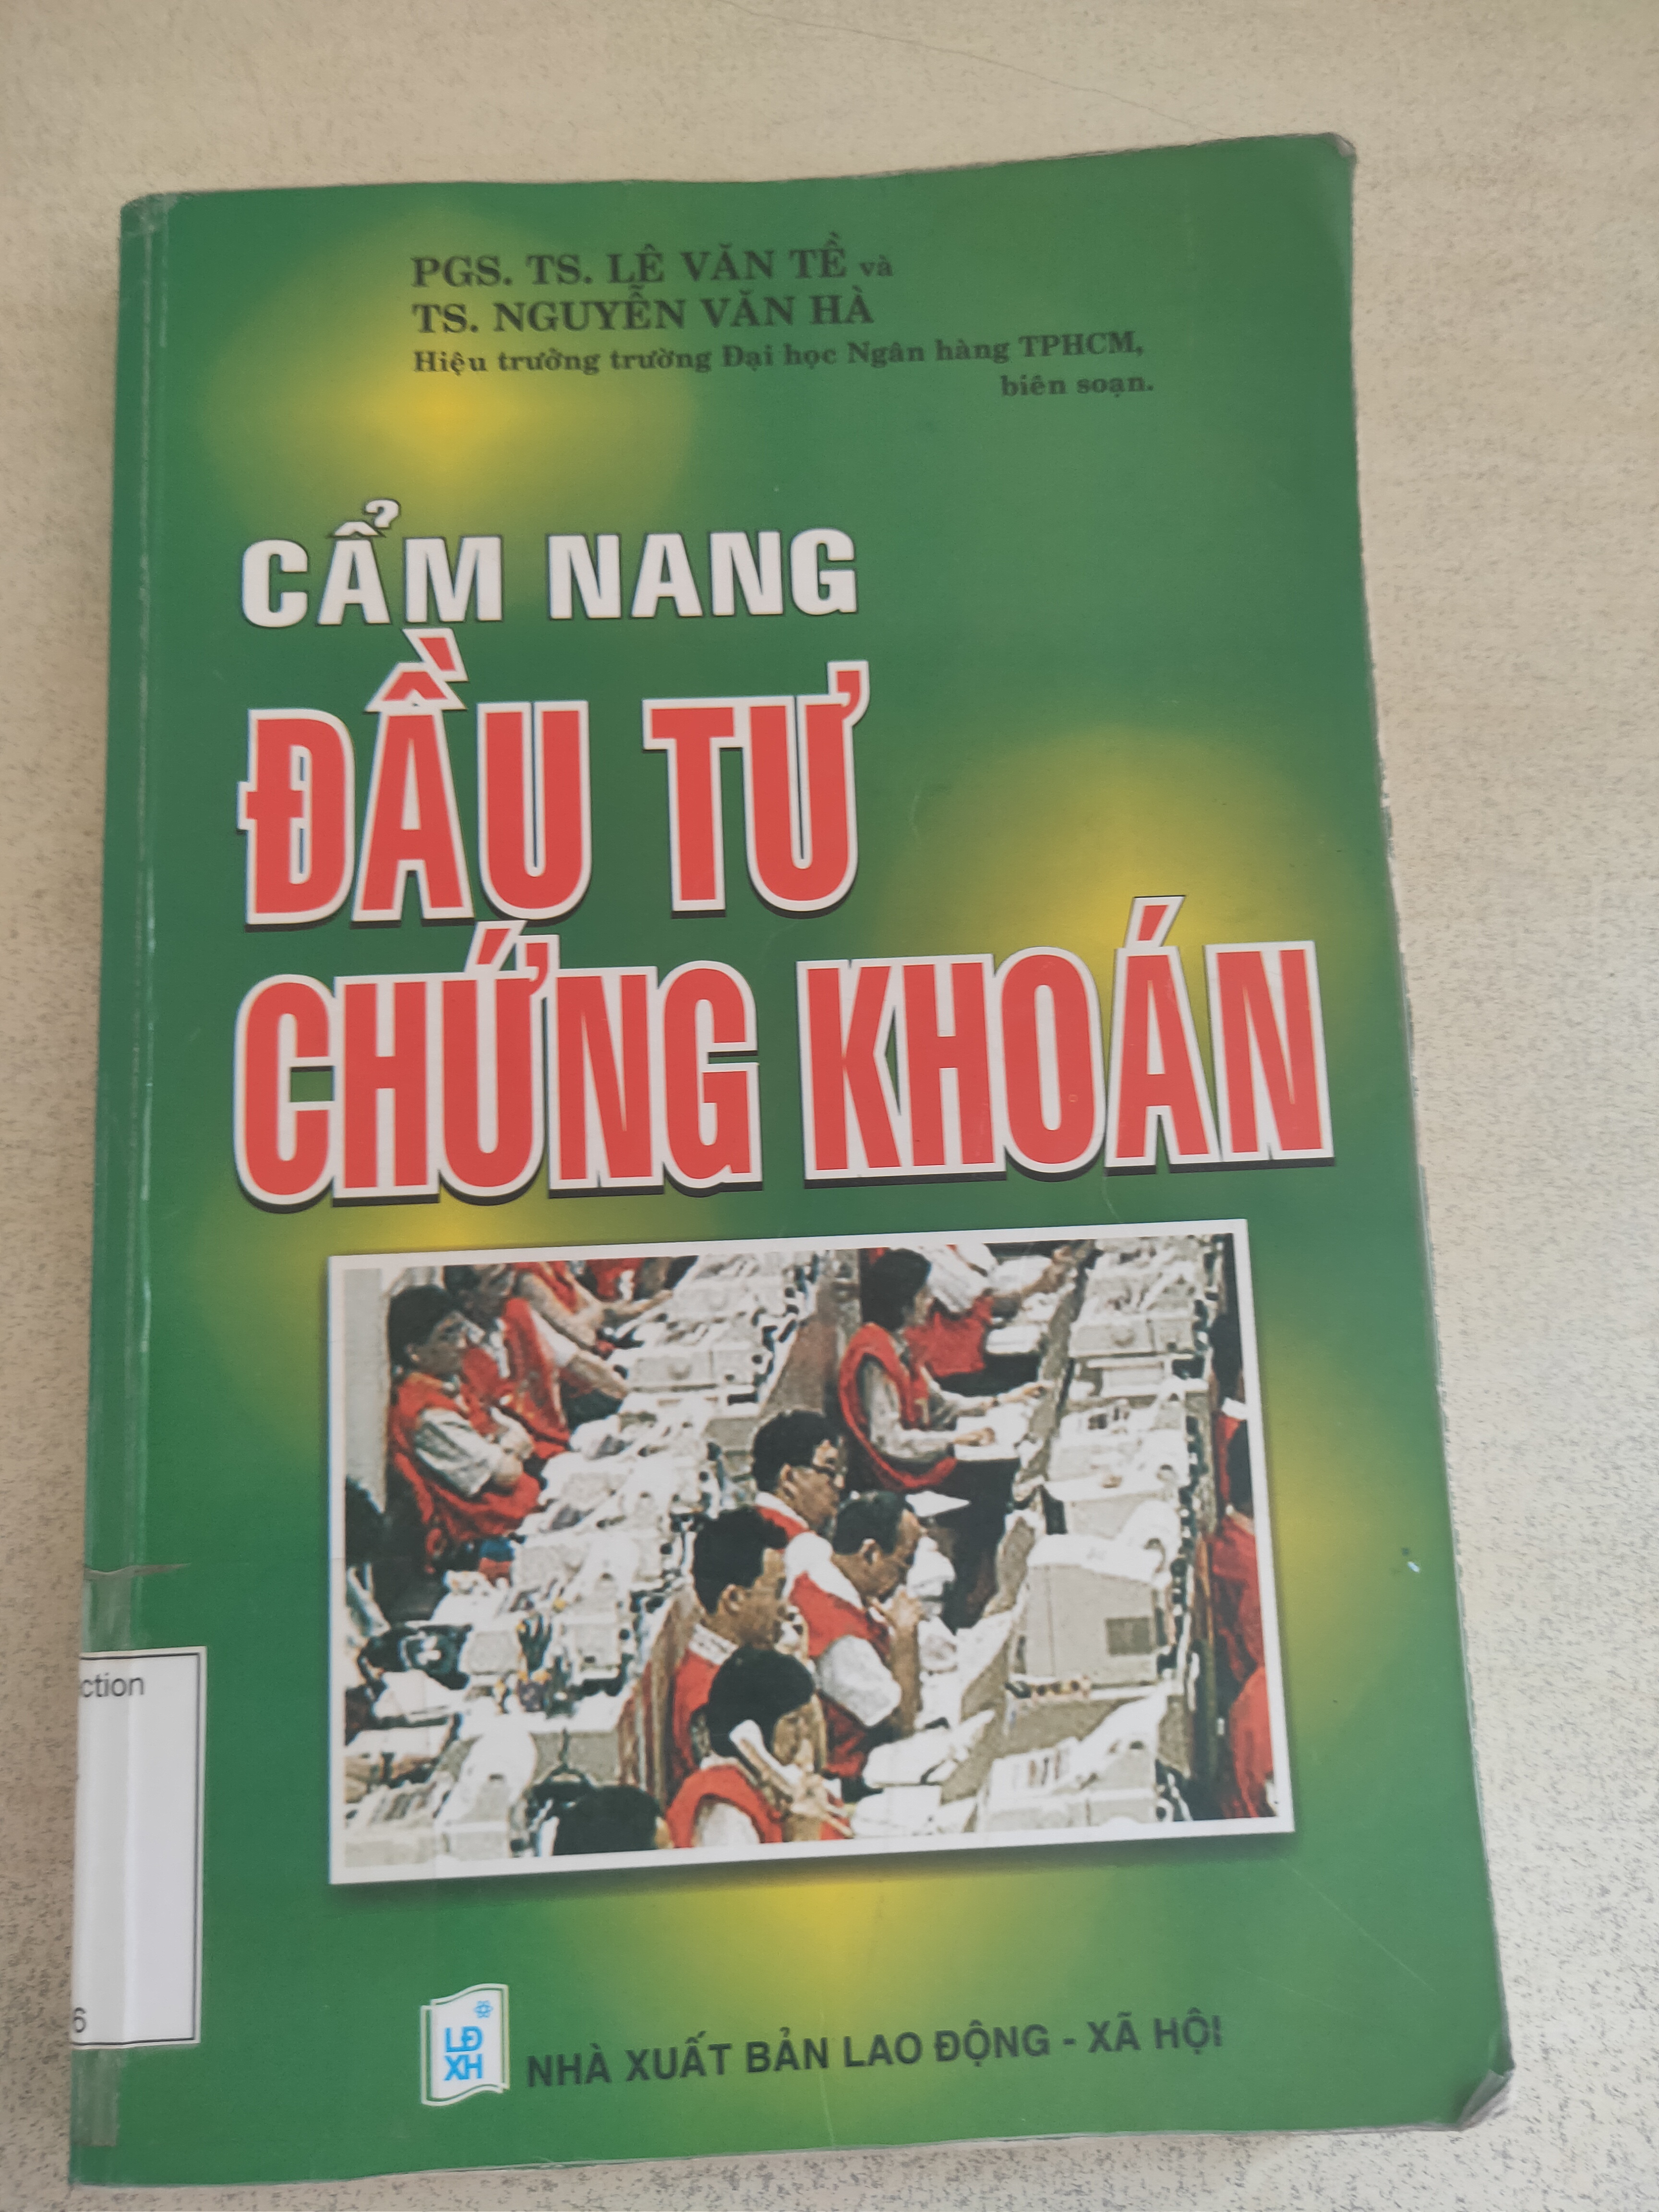 PGS. TS. LÊ VĂN TỀ và
TS. NGUYỄN VĂN HÀ
Hiệu trưởng trường Đại học Ngân hàng TPHCM,
biên soạn.
CẨM NANG
ĐẦU TƯ
CHỨNG KHOÁN
ction
6
LĐ
XH
NHÀ XUẤT BẢN LAO ĐỘNG - XÃ HỘI